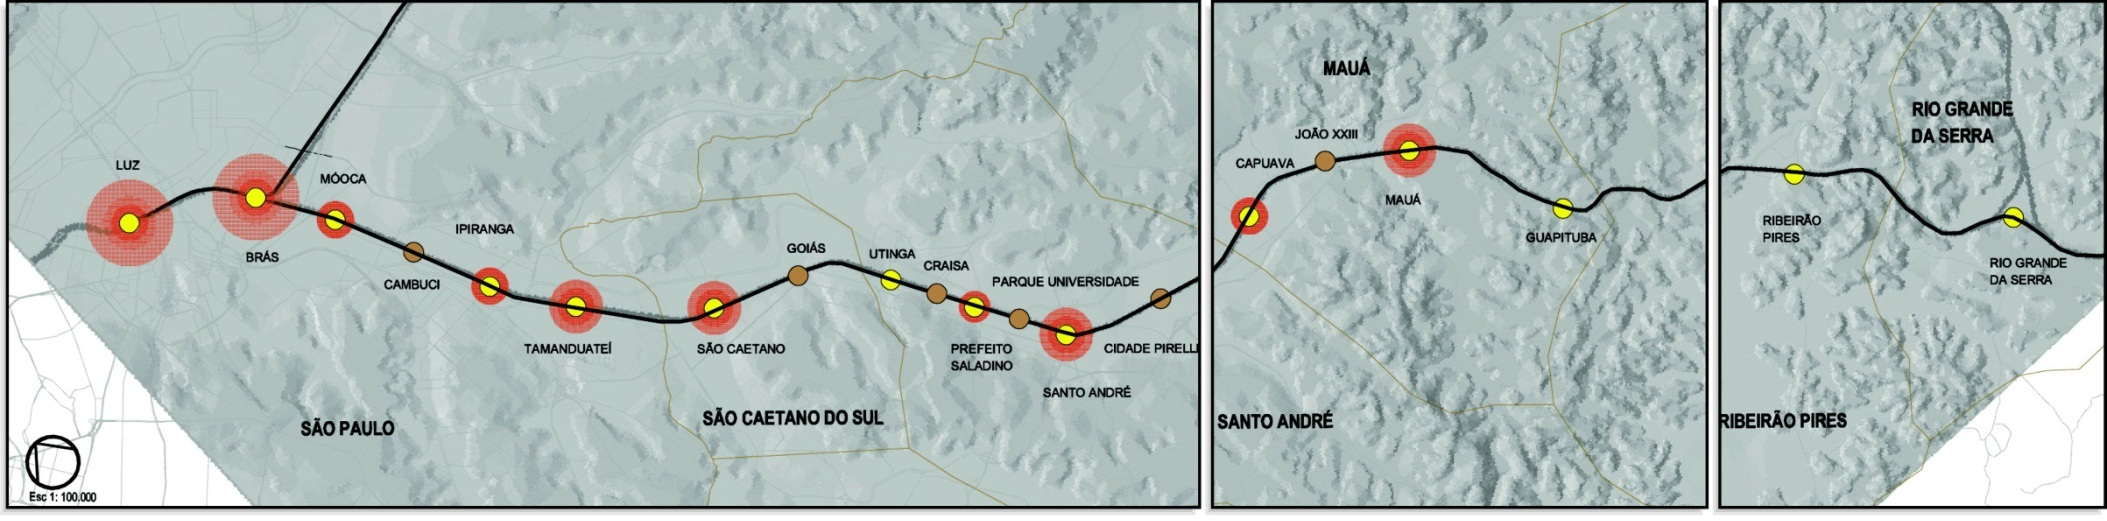 LUZ
BRÁS
MÓOCA
CAMBUCI
IPIRANGA
TAMANDUATEÍ
SÃO CAETANO
GOIÁS
UTINGA
CRAISA
PREFEITO
SALADINO
PARQUE UNIVERSIDADE
SANTO ANDRÉ
CIDADE PIRELLI
SÃO PAULO
SÃO CAETANO DO SUL
Esc 1: 100.000
MAUÁ
CAPUAVA
JOÃO XXIII
MAUÁ
GUAPITUBA
SANTO ANDRÉ
RIO GRANDE
DA SERRA
RIBEIRÃO
PIRES
RIO GRANDE
DA SERRA
RIBEIRÃO PIRES